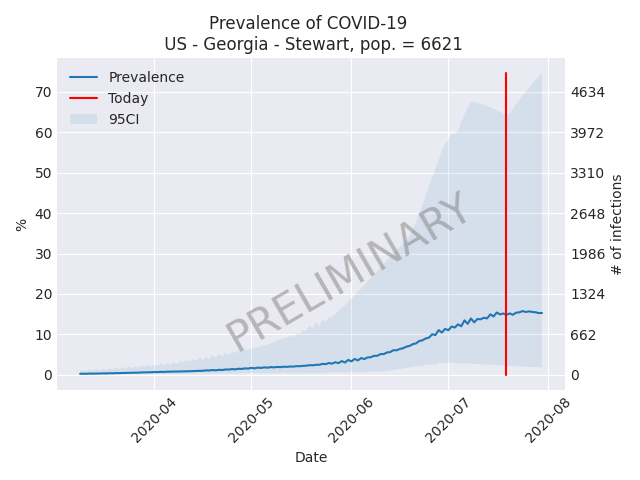 Prevalence of COVID-19
US - Georgia - Stewart, pop. = 6621
Prevalence
Today
95CI
PRELIMINARY
%
70
60
50
40
30
20
10
0
4634
3972
3310
2648
1986
1324
662
0
# of infections
2020-04
2020-05
2020-06
2020-07
2020-08
Date